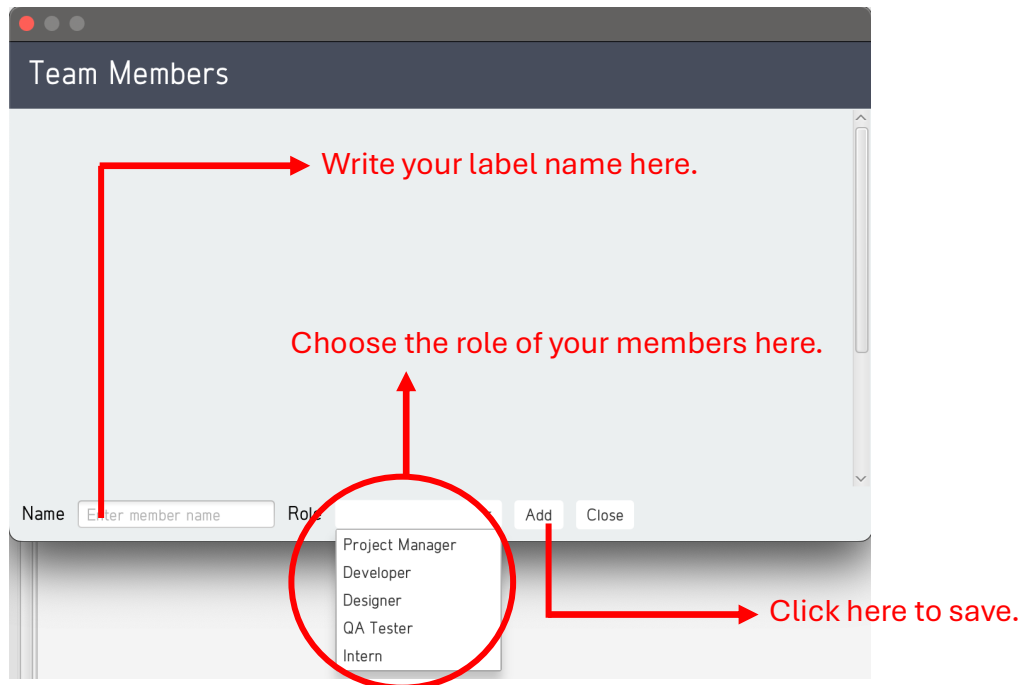 Team Members
Write your label name here.
Choose the role of your members here.
Name Enter member name Role Add Close
Project Manager
Developer
Designer
QA Tester
Intern
Click here to save.